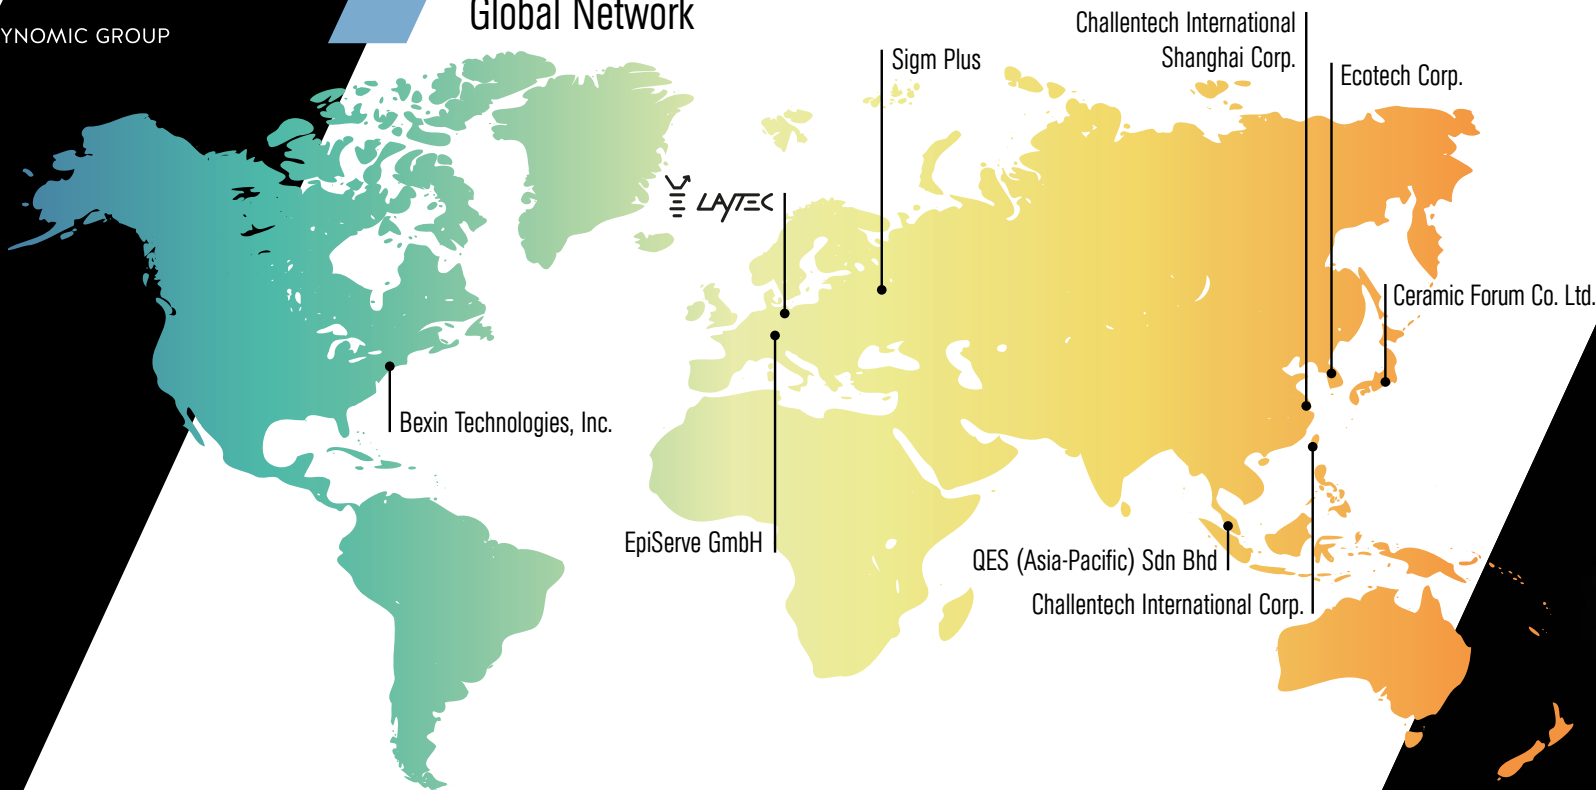 YNOMIC GROUP
Global Network
Challentech International
Shanghai Corp.
Sigm Plus
Ecotech Corp.
LAYTEC
Ceramic Forum Co. Ltd.
Bexin Technologies, Inc.
EpiServe GmbH
QES (Asia-Pacific) Sdn Bhd
Challentech International Corp.